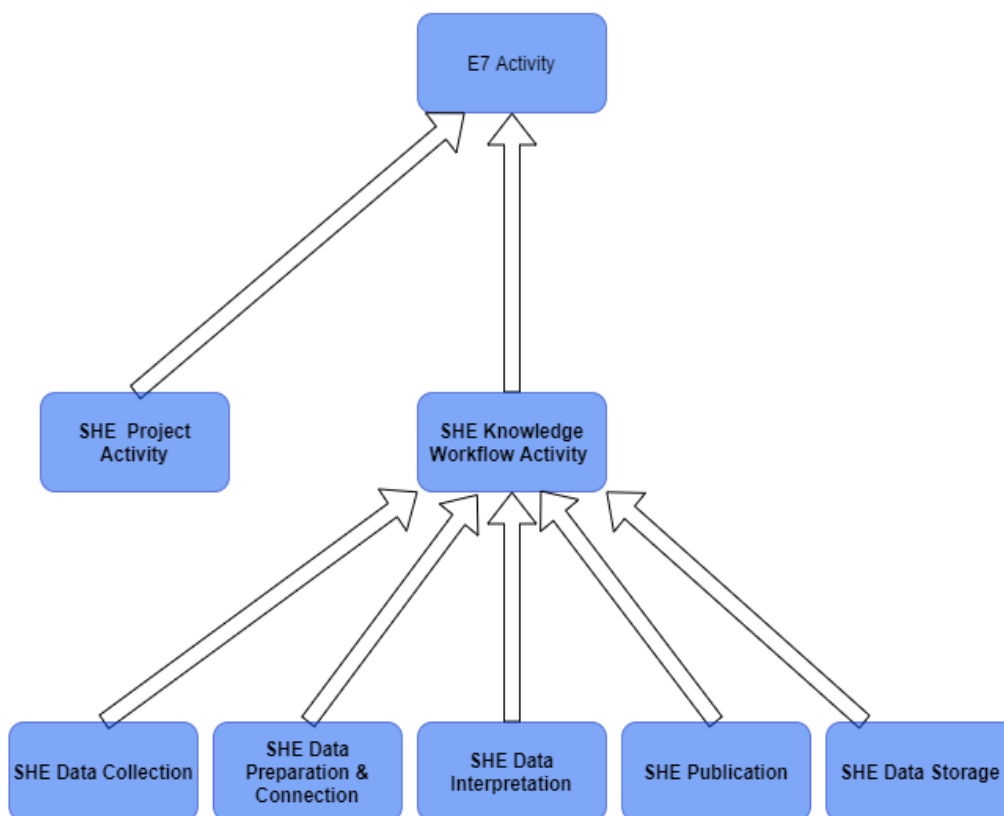 E7 Activity
SHE Project
Activity
SHE Knowledge
Workflow Activity
SHE Data Collection
SHE Data
Preparation &
Connection
SHE Data
Interpretation
SHE Publication
SHE Data Storage